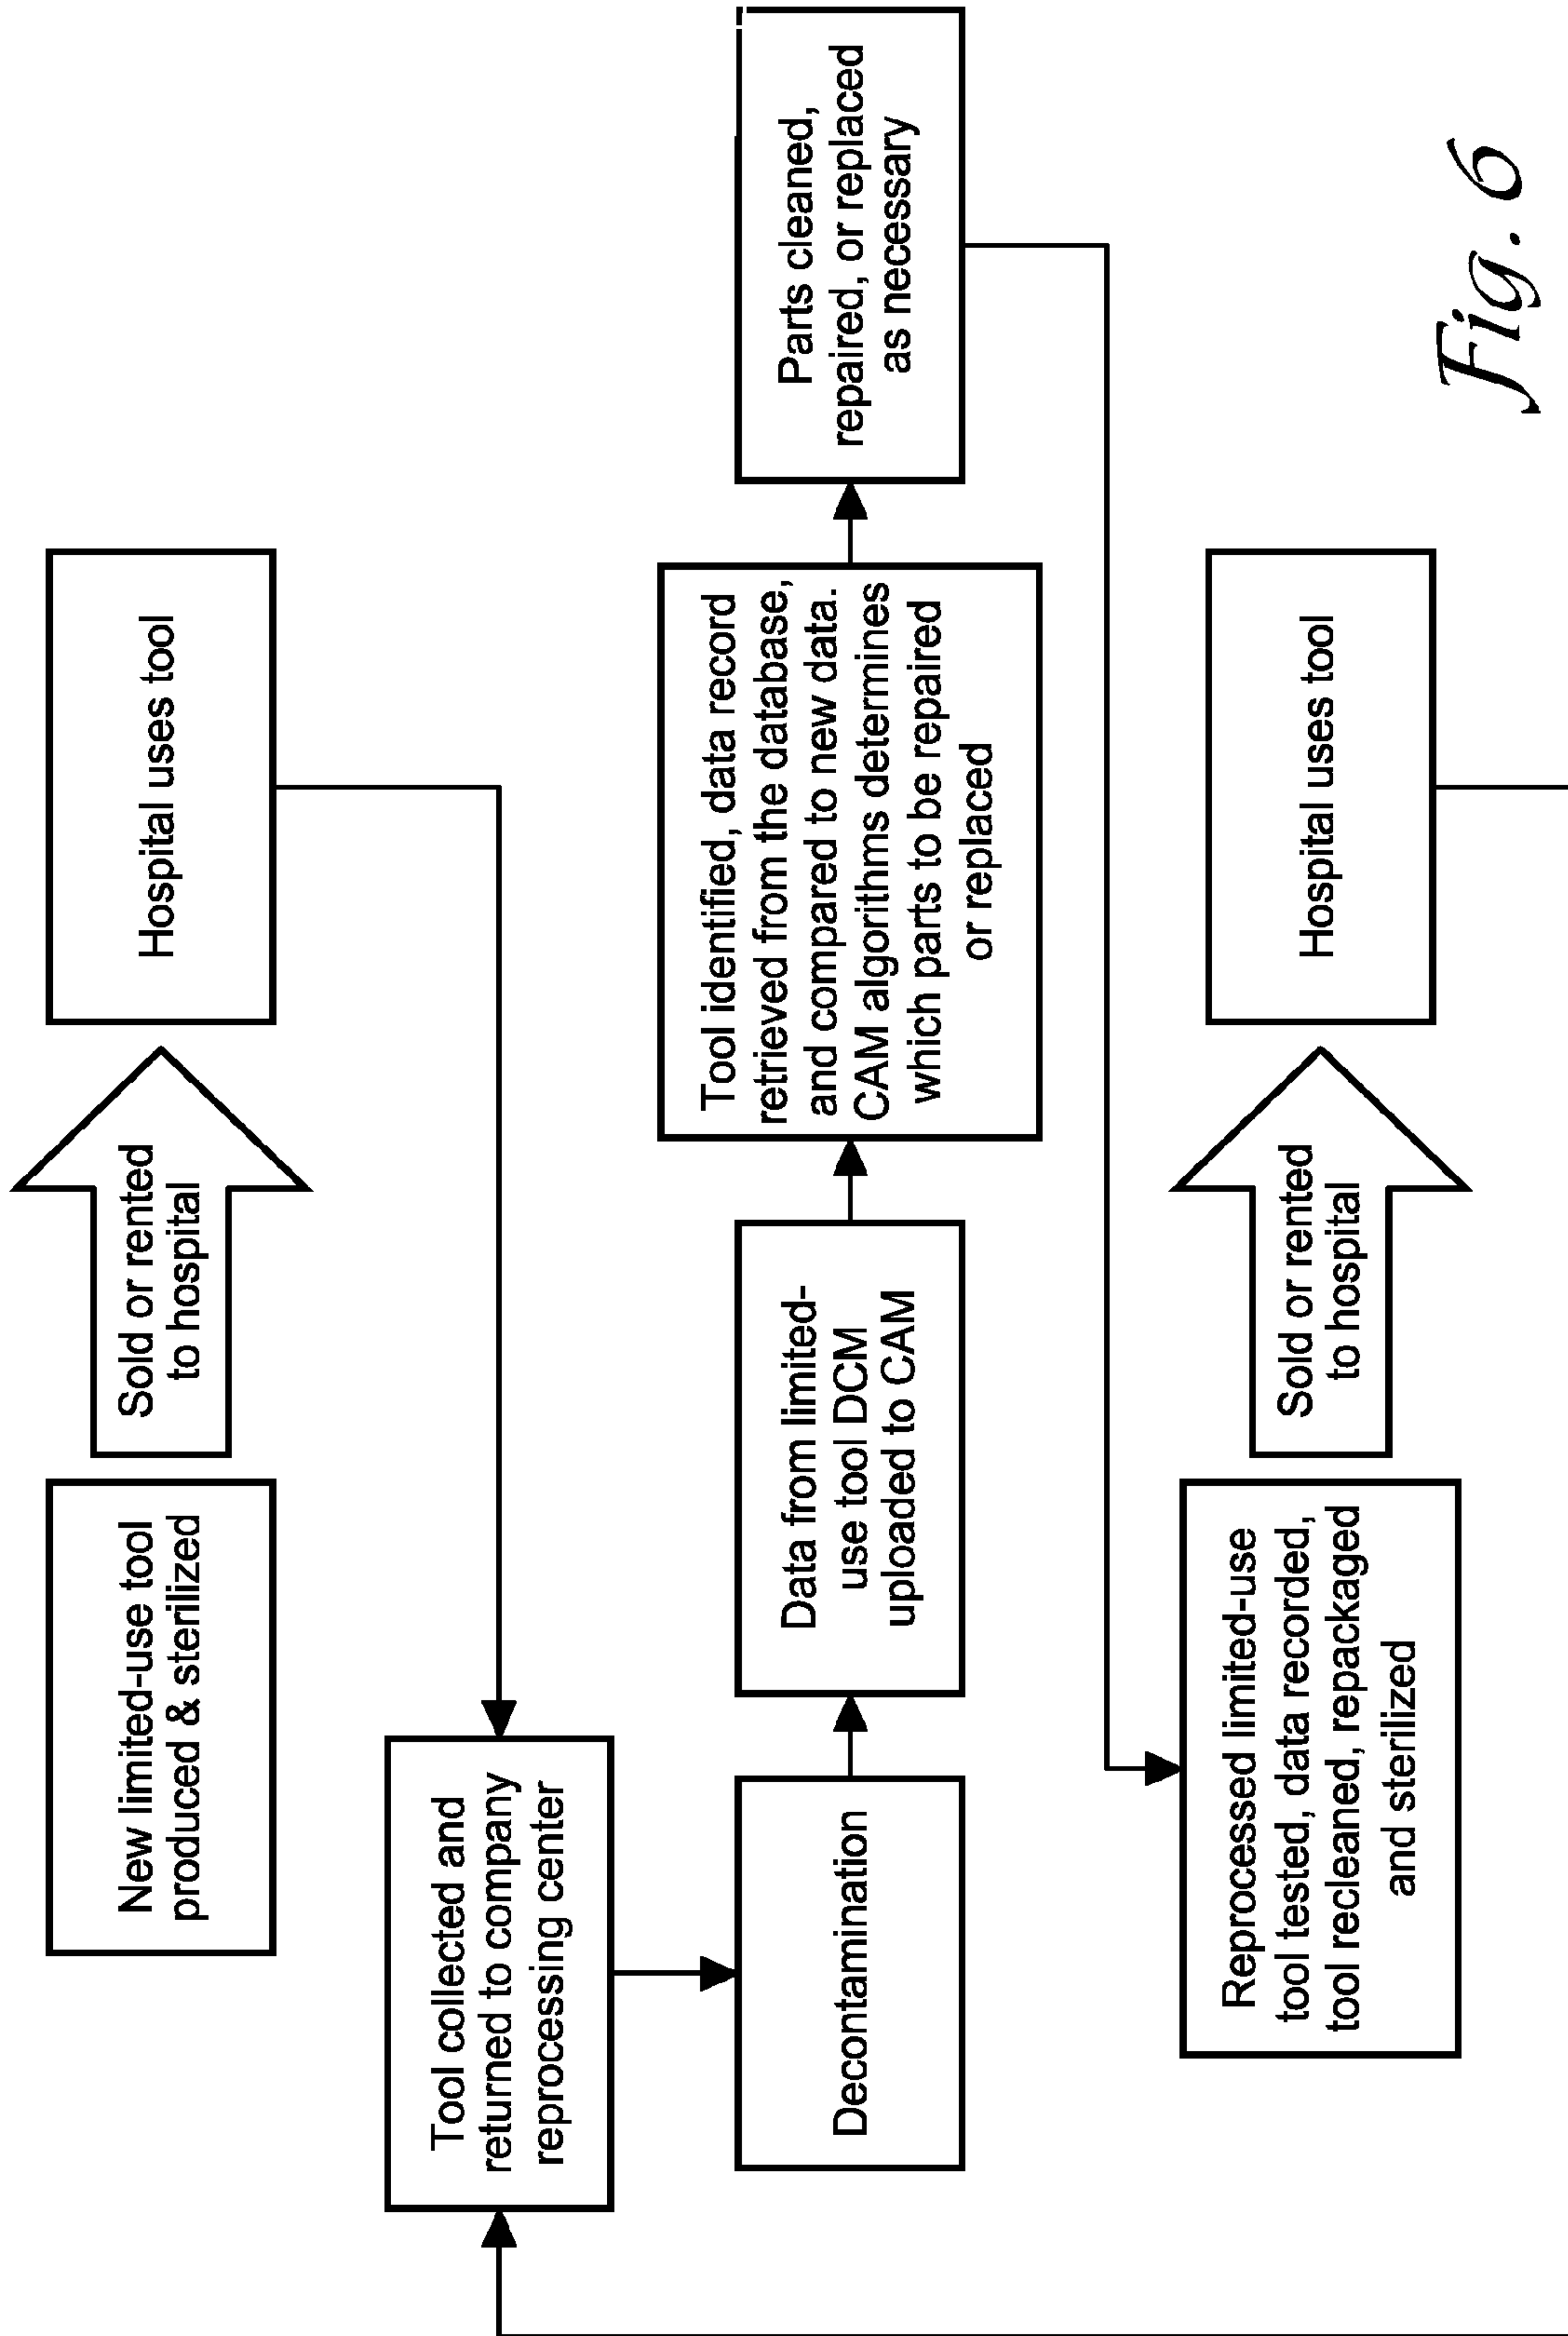 New limited-use tool
produced & sterilized
Sold or rented
to hospital
Hospital uses tool
Tool collected and
returned to company
reprocessing center
Decontamination
Data from limited-
use tool DCM
uploaded to CAM
Tool identified, data record
retrieved from the database,
and compared to new data.
CAM algorithms determines
which parts to be repaired
or replaced
Parts cleaned,
repaired, or replaced
as necessary
Reprocessed limited-use
tool tested, data recorded,
tool recleaned, repackaged
and sterilized
Sold or rented
to hospital
Hospital uses tool
Fig. 6